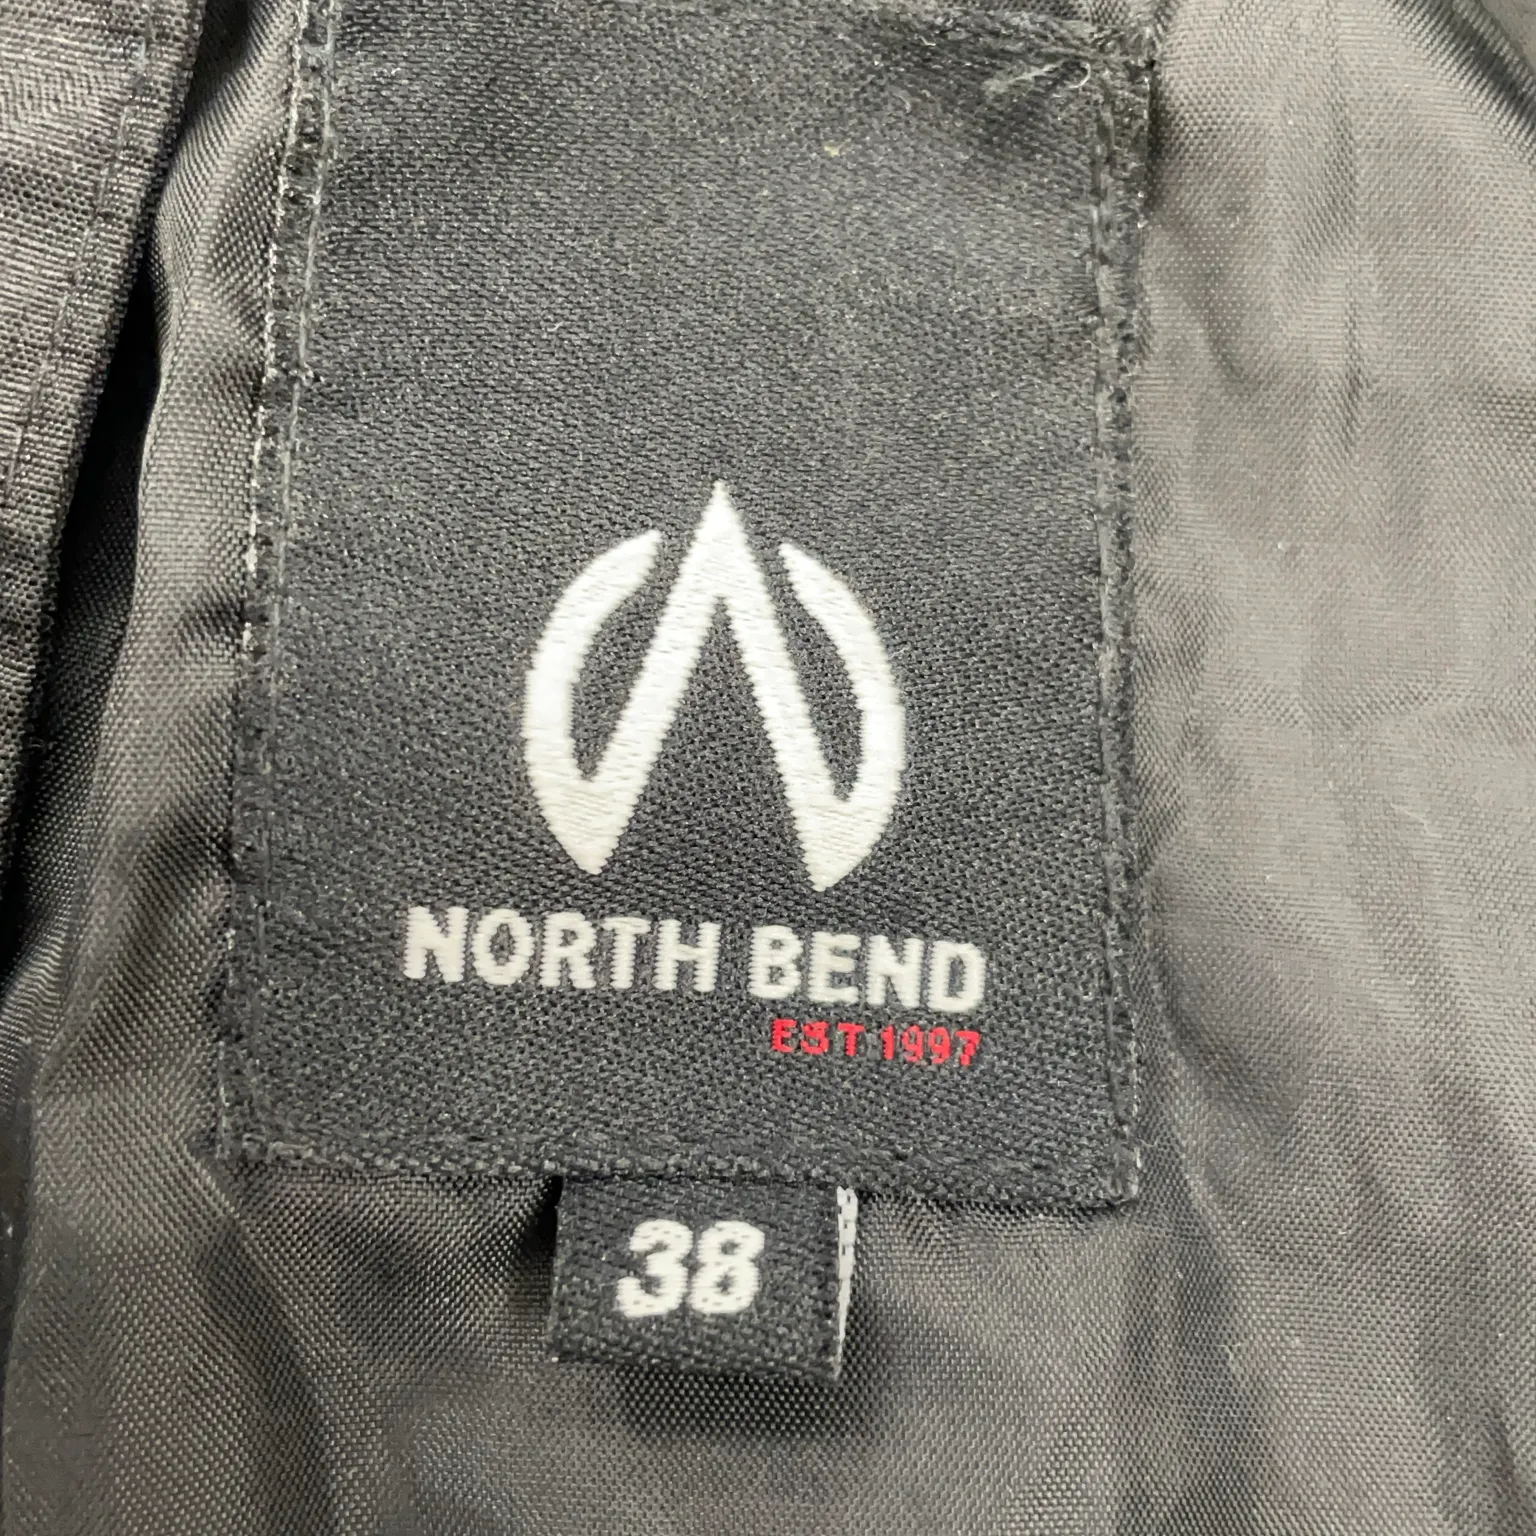 NORTH BEND
EST 1997
38